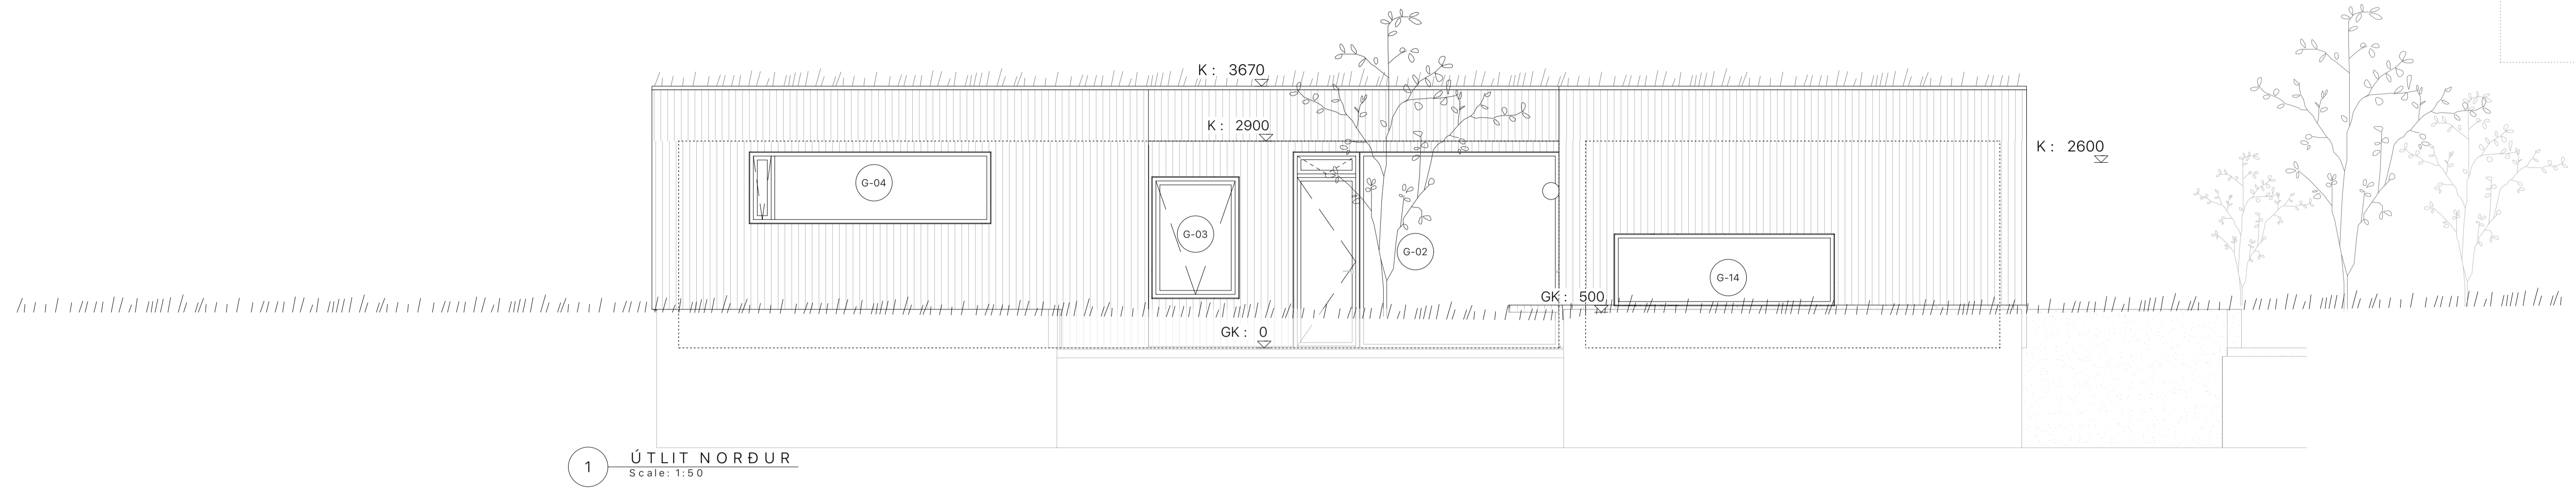 K : 3670
K : 2900
K : 2600
G-04
G-03
G-02
G-14
GK : 500
GK : 0
1
ÚTLIT NORÐUR
Scale: 1:50